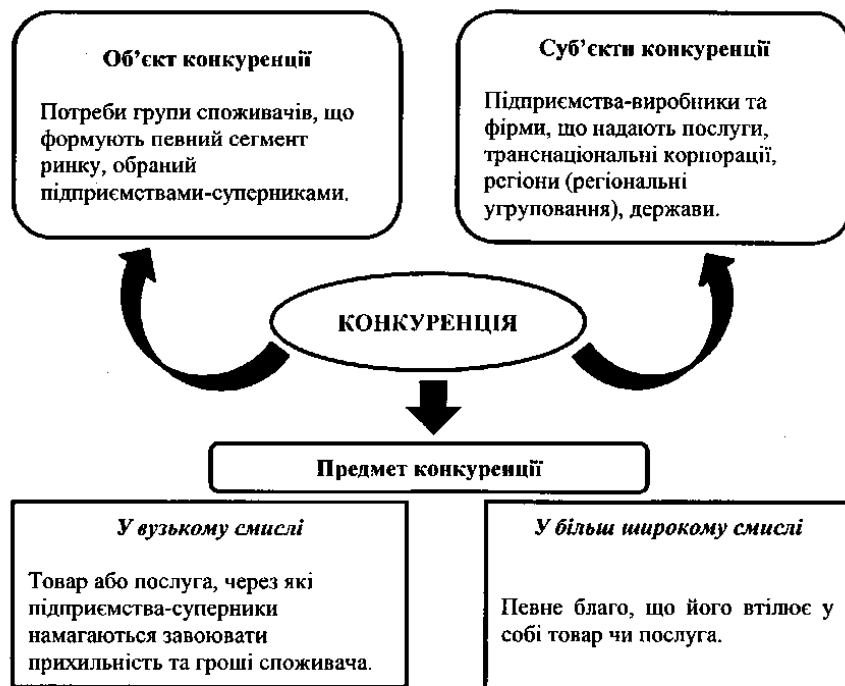 Об’єкт конкуренції
Потреби групи споживачів, що
формують певний сегмент
ринку, обраний
підприємствами-суперниками.
Суб’єкти конкуренції
Підприємства-виробники та
фірми, що надають послуги,
транснаціональні корпорації,
регіони (регіональні
угруповання), держави.
КОНКУРЕНЦІЯ
Предмет конкуренції
У вузькому смислі
Товар або послуга, через які
підприємства-суперники
намагаються завоювати
прихильність та гроші споживача.
У більш широкому смислі
Певне благо, що його втілює у
собі товар чи послуга.